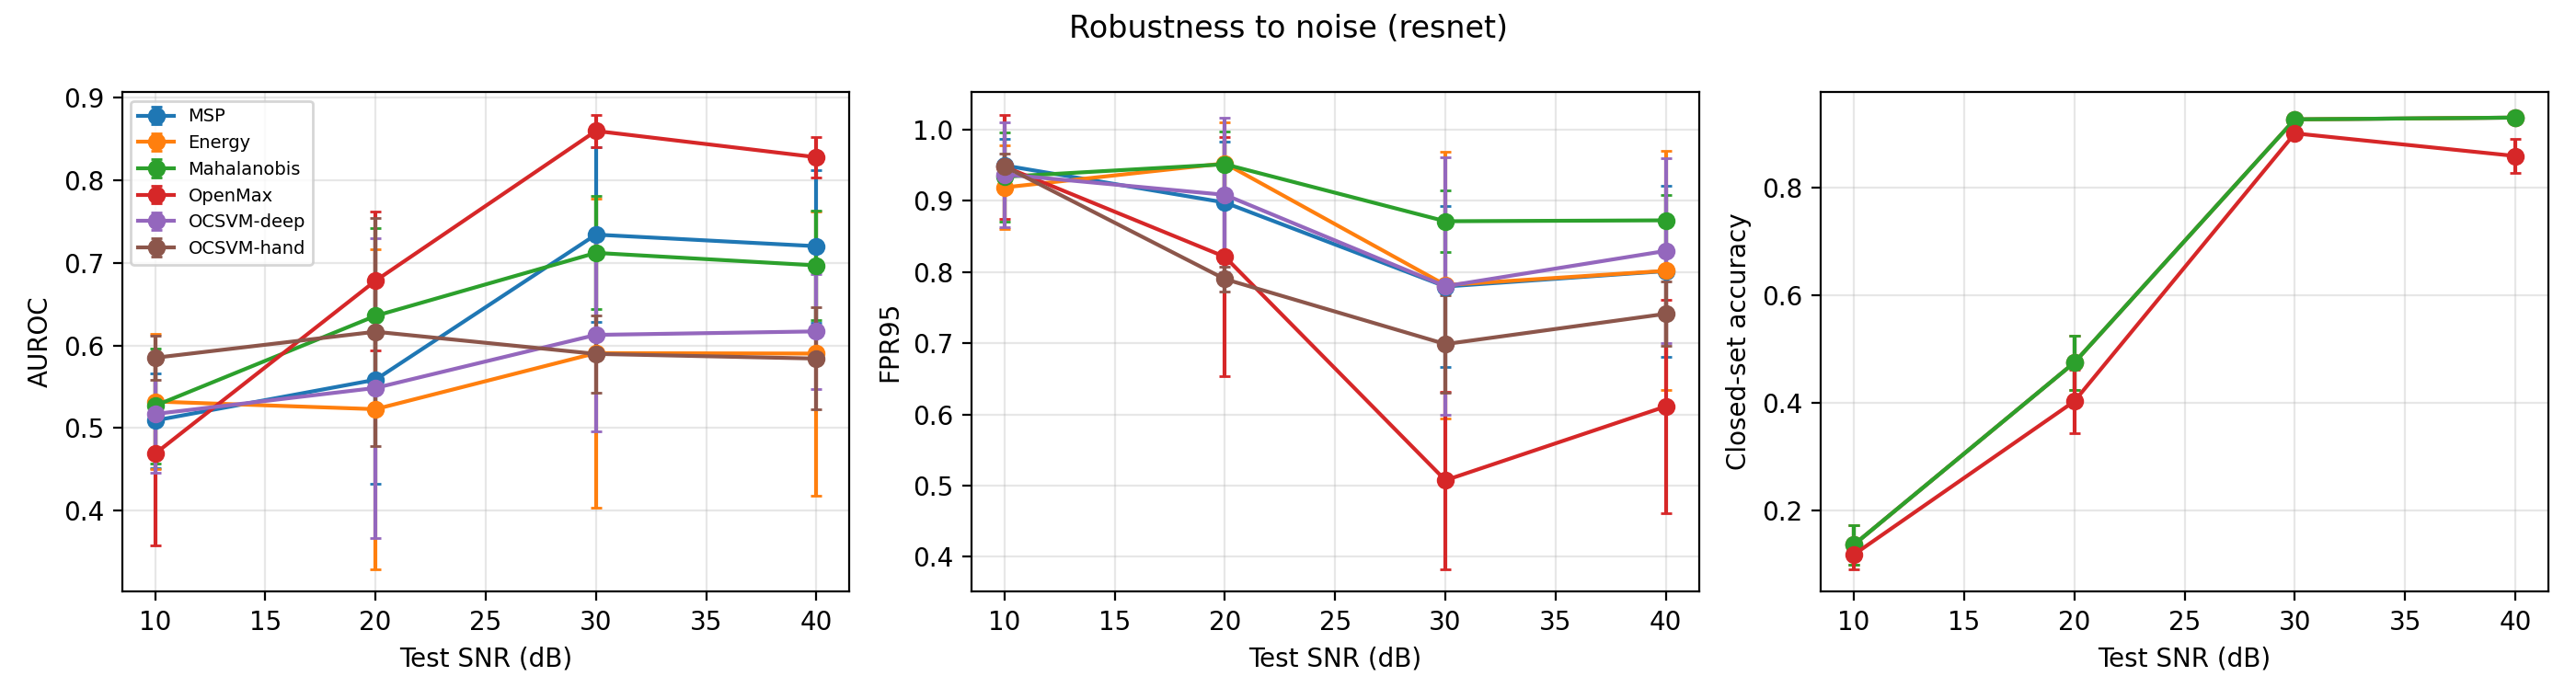 Robustness to noise (resnet)
AUROC
0.9
0.8
0.7
0.6
0.5
0.4
MSP
Energy
Mahalanobis
OpenMax
OCSVM-deep
OCSVM-hand
10 15 20 25 30 35 40
Test SNR (dB)
FPR95
1.0
0.9
0.8
0.7
0.6
0.5
0.4
10 15 20 25 30 35 40
Test SNR (dB)
Closed-set accuracy
0.8
0.6
0.4
0.2
10 15 20 25 30 35 40
Test SNR (dB)